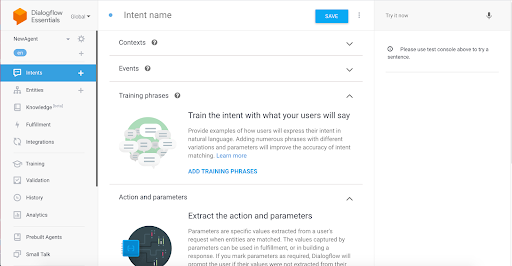 Dialogflow
Essentials
Global
NewAgent
en
Intents
Entities
Knowledge [beta]
Fulfillment
Integrations
Training
Validation
History
Analytics
Prebuilt Agents
Small Talk
Intent name
SAVE
Contexts
Events
Training phrases
Train the intent with what your users will say
Provide examples of how users will express their intent in
natural language. Adding numerous phrases with different
variations and parameters will improve the accuracy of intent
matching. Learn more
ADD TRAINING PHRASES
Action and parameters
Extract the action and parameters
Parameters are specific values extracted from a user's
request when entities are matched. The values captured by
parameters can be used in fulfillment, or in building a
response. If you mark parameters as required, Dialogflow will
prompt the user if their values were not extracted from their
Try it now
Please use test console above to try a
sentence.